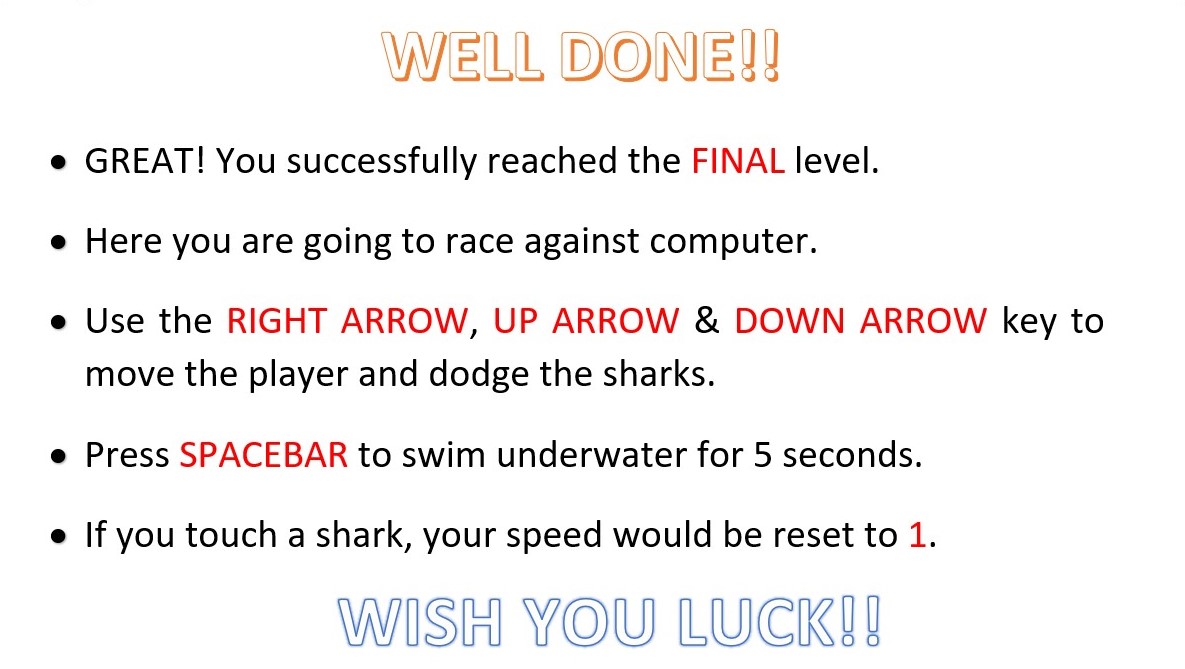 WELL DONE!!
• GREAT! You successfully reached the FINAL level.
• Here you are going to race against computer.
• Use the RIGHT ARROW, UP ARROW & DOWN ARROW key to
move the player and dodge the sharks.
• Press SPACEBAR to swim underwater for 5 seconds.
• If you touch a shark, your speed would be reset to 1.
WISH YOU LUCK!!